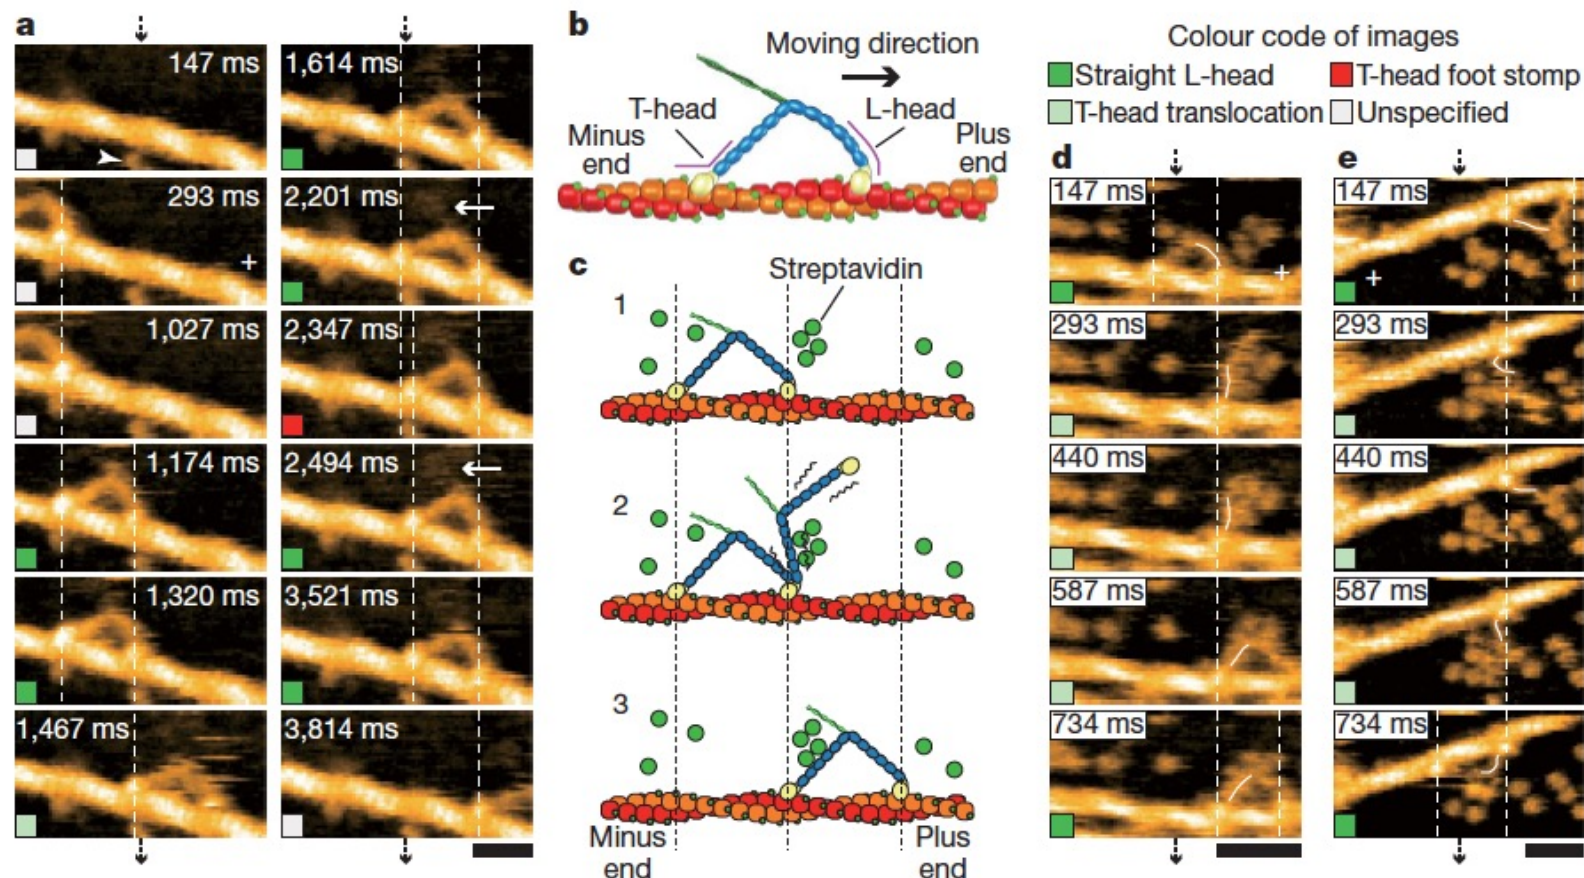 a
147 ms
293 ms
+
1,027 ms
1,174 ms
1,320 ms
1,467 ms
1,614 ms
2,201 ms
2,347 ms
2,494 ms
3,521 ms
3,814 ms
b
Moving direction
T-head
L-head
Minus
end
Plus
end
c
Streptavidin
1
2
3
Minus
end
Plus
end
Colour code of images
Straight L-head
T-head foot stomp
T-head translocation
Unspecified
d
147 ms
+
293 ms
440 ms
587 ms
734 ms
e
147 ms
+
293 ms
440 ms
587 ms
734 ms